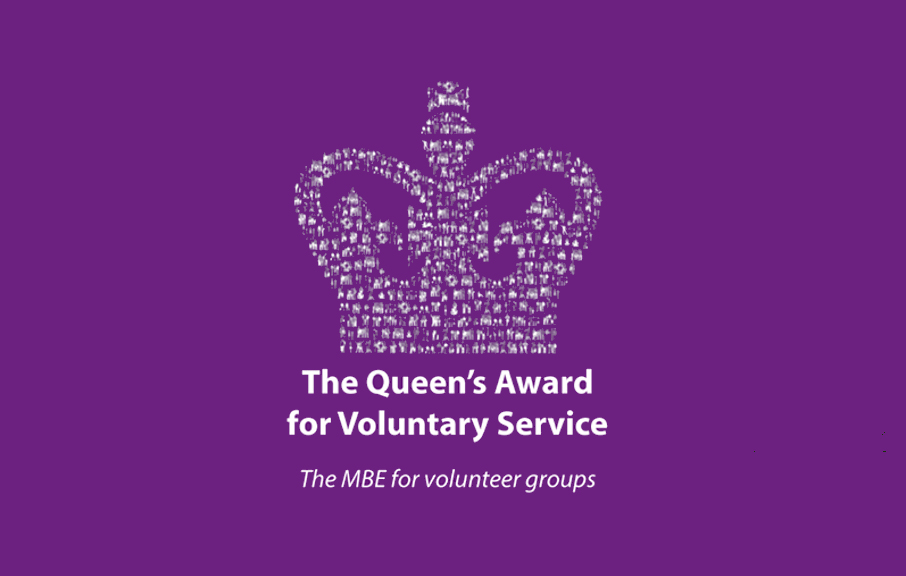 The Queen’s Award
for Voluntary Service
The MBE for volunteer groups